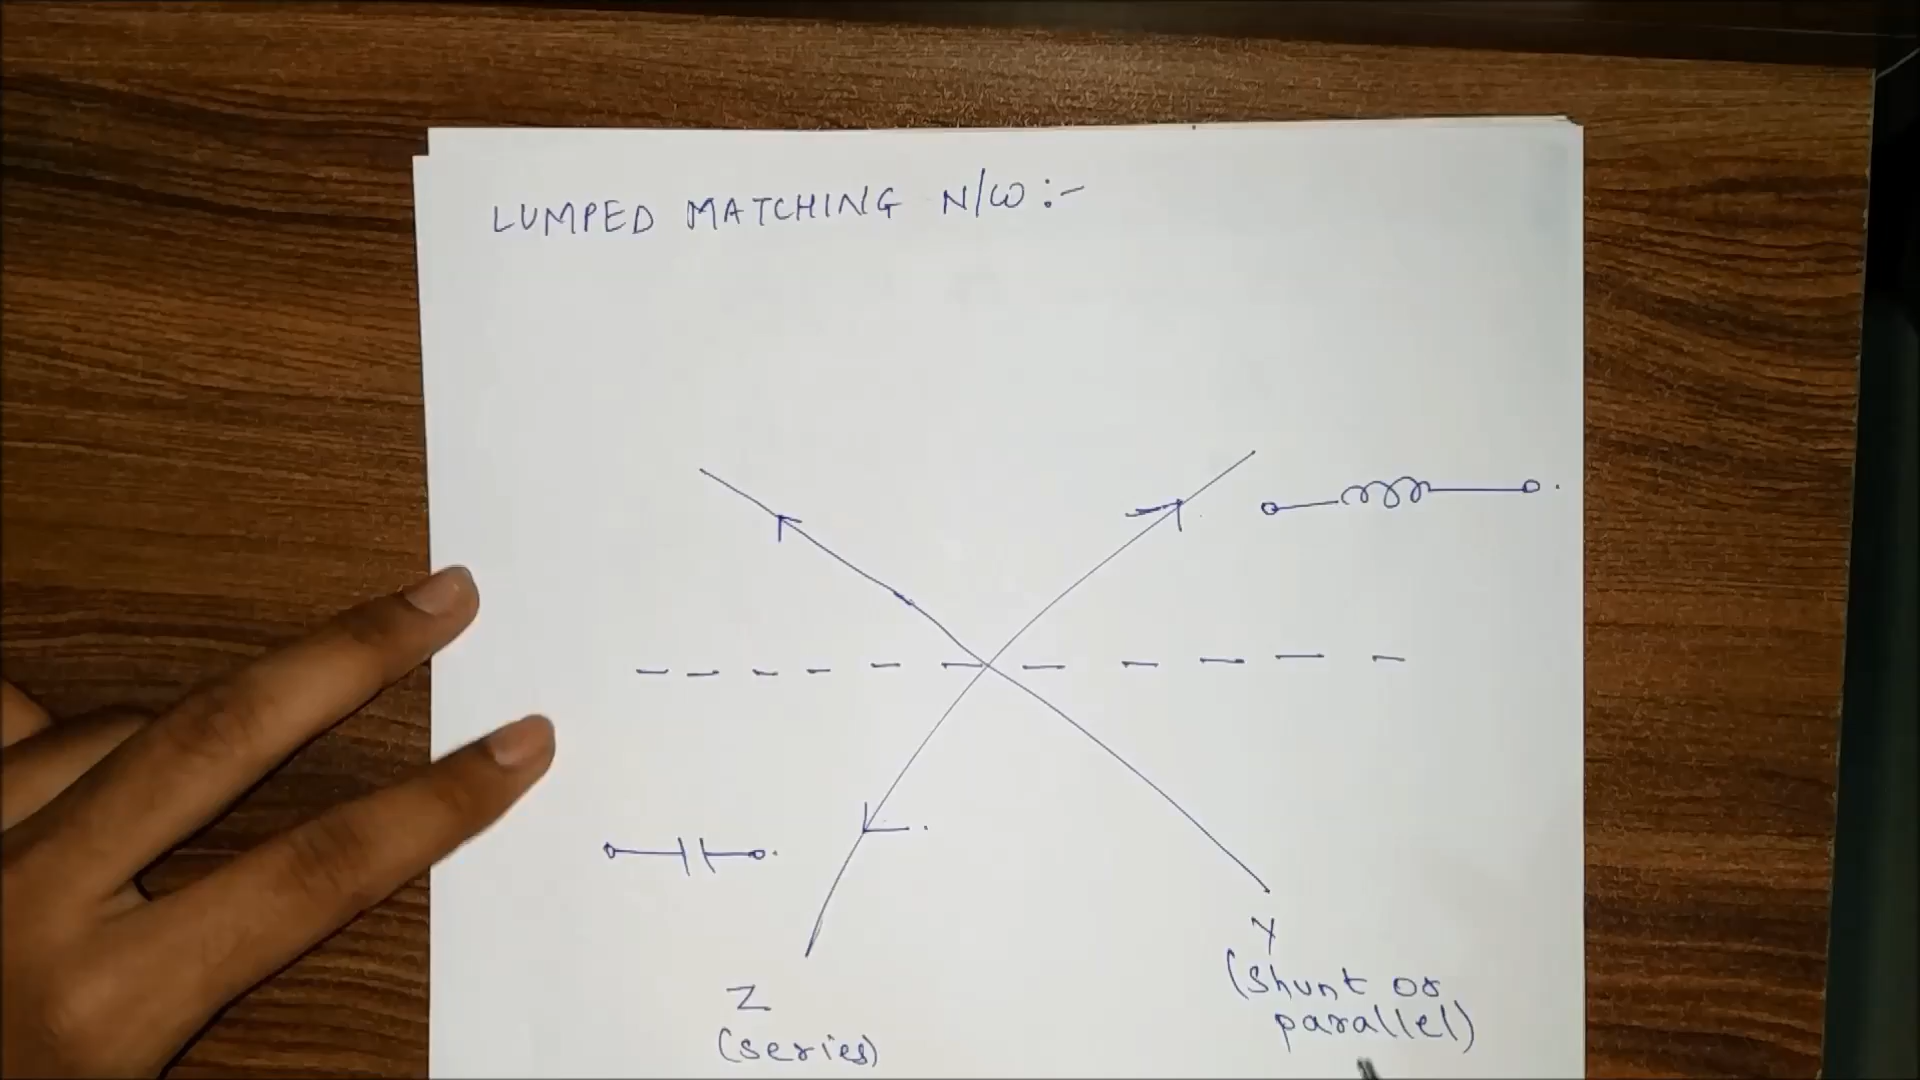 LUMPED MATCHING N/W :-
Z
(series)
Y
(shunt or
parallel)